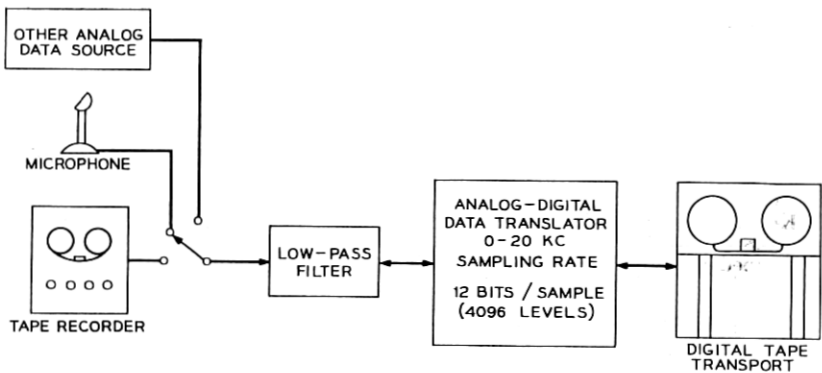 OTHER ANALOG
DATA SOURCE
MICROPHONE
TAPE RECORDER
LOW-PASS
FILTER
ANALOG-DIGITAL
DATA TRANSLATOR
0-20 KC
SAMPLING RATE
12 BITS / SAMPLE
(4096 LEVELS)
DIGITAL TAPE
TRANSPORT